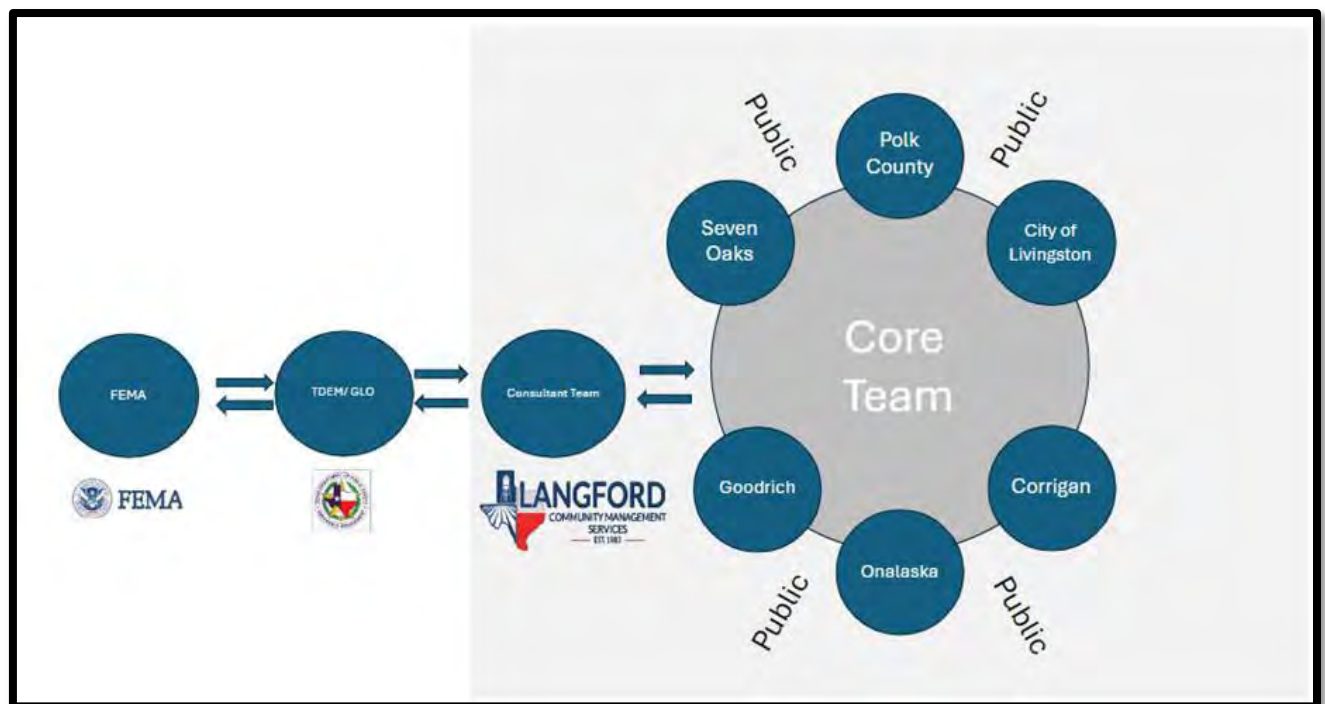 Public
Public
Polk
County
Seven
Oaks
City of
Livingston
Core
Team
FEMA
TDEM/ GLO
Consultant Team
FEMA
LANGFORD
COMMUNITY MANAGEMENT
SERVICES
Goodrich
Corrigan
Onalaska
Public
Public